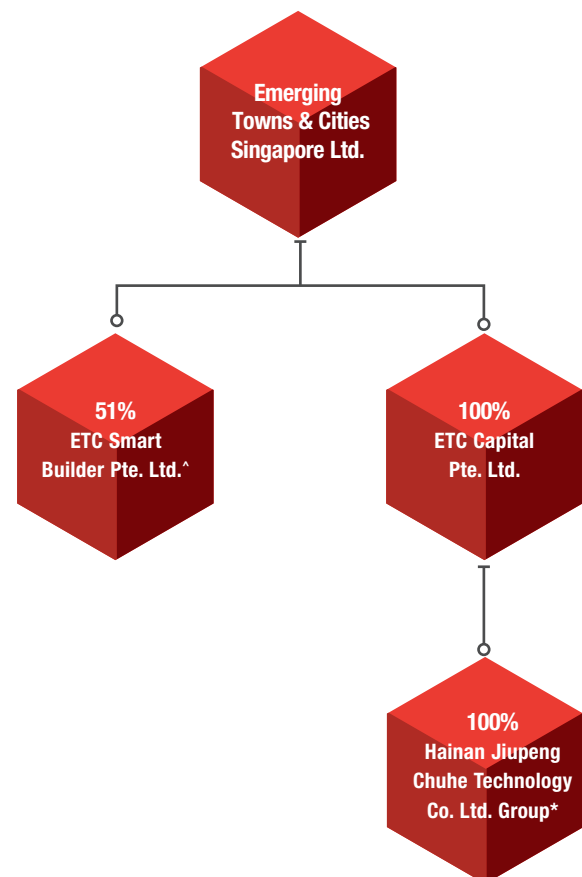 Emerging
Towns & Cities
Singapore Ltd.
51%
ETC Smart
Builder Pte. Ltd.^
100%
ETC Capital
Pte. Ltd.
100%
Hainan Jiupeng
Chuhe Technology
Co. Ltd. Group*